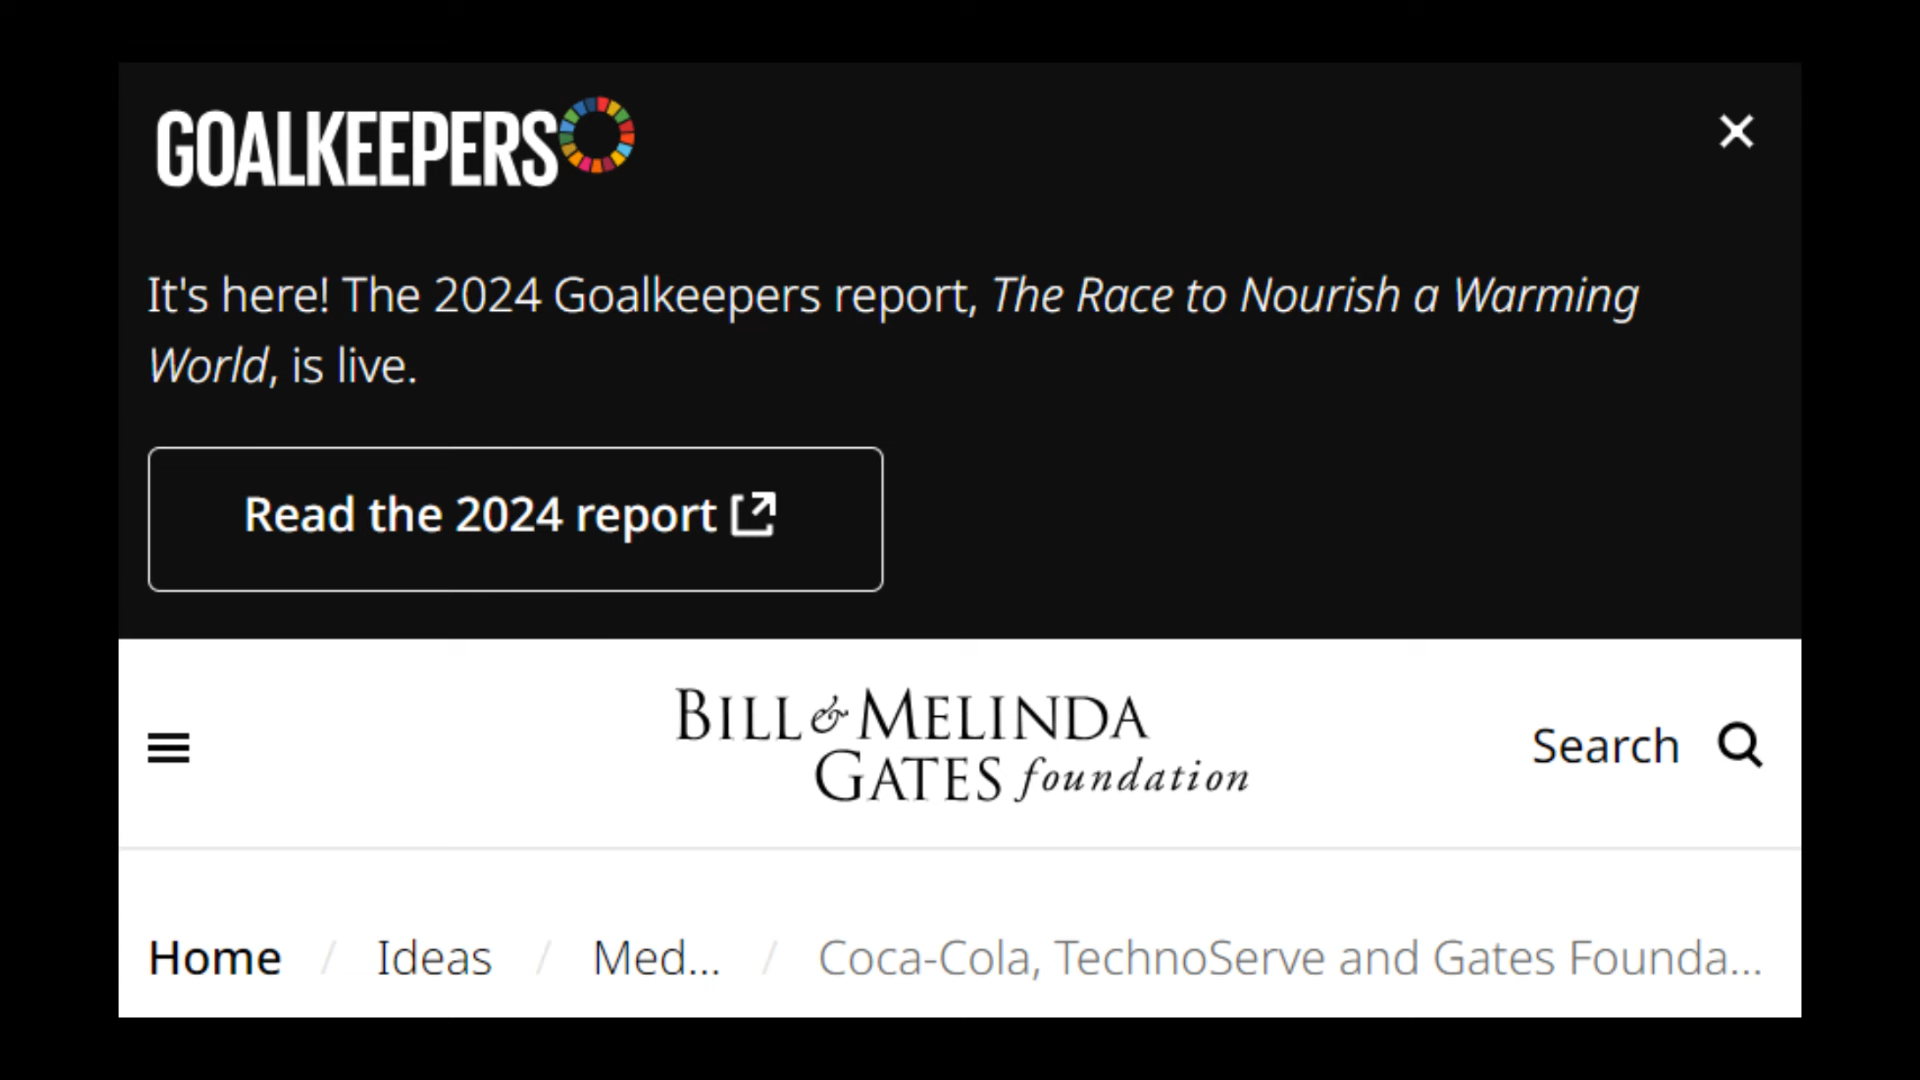 GOALKEEPERS
It's here! The 2024 Goalkeepers report, The Race to Nourish a Warming
World, is live.
Read the 2024 report
BILL & MELINDA
GATES foundation
Search
Home / Ideas / Med... / Coca-Cola, TechnoServe and Gates Founda...